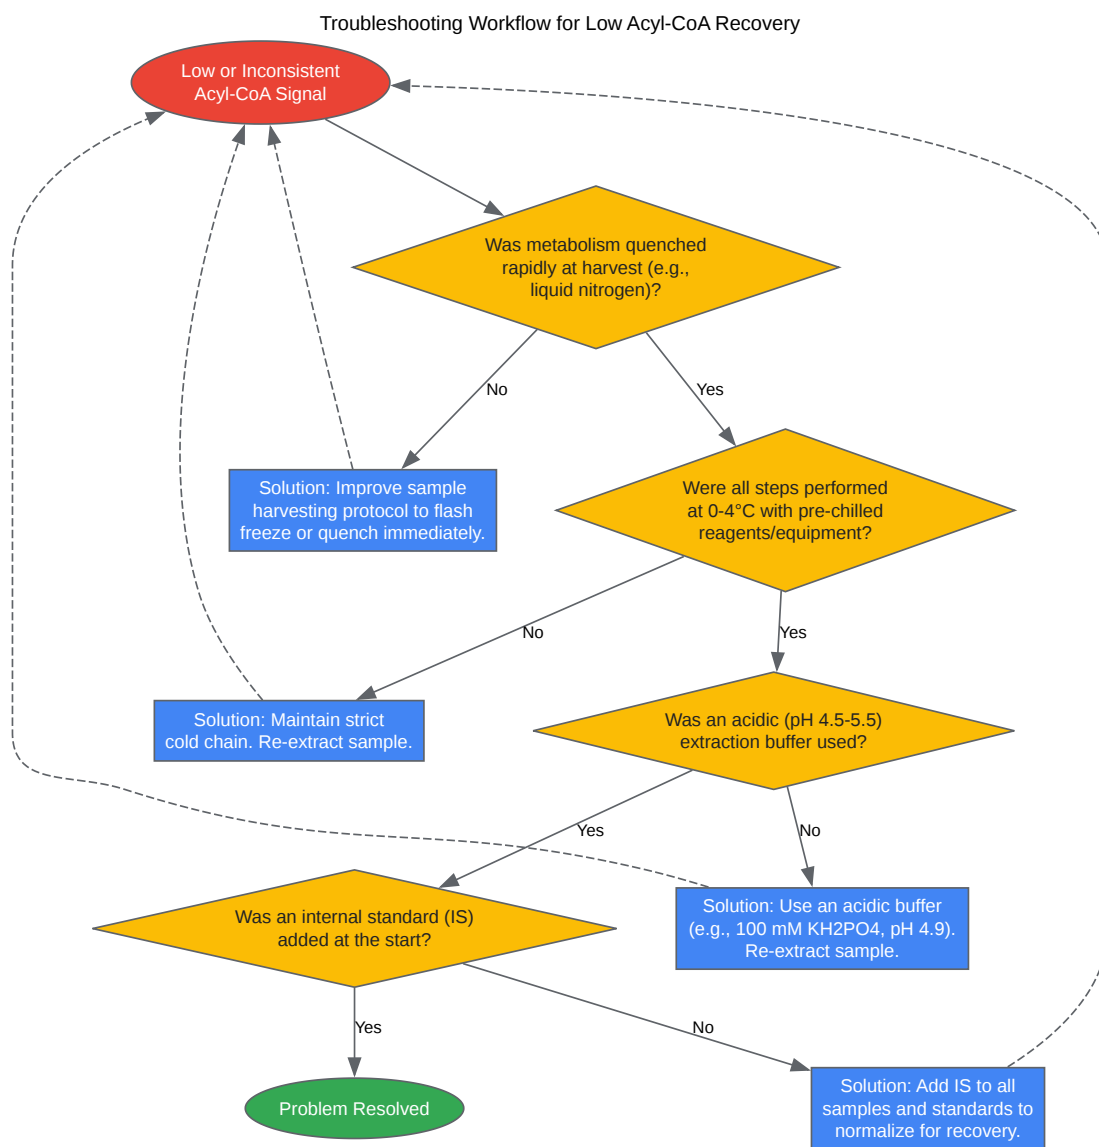 Troubleshooting Workflow for Low Acyl-CoA Recovery
Low or Inconsistent
Acyl-CoA Signal
Was metabolism quenched
rapidly at harvest (e.g.,
liquid nitrogen)?
No
Yes
Solution: Improve sample
harvesting protocol to flash
freeze or quench immediately.
Were all steps performed
at 0-4°C with pre-chilled
reagents/equipment?
No
Yes
Solution: Maintain strict
cold chain. Re-extract sample.
Was an acidic (pH 4.5-5.5)
extraction buffer used?
Yes
No
Was an internal standard (IS)
added at the start?
Solution: Use an acidic buffer
(e.g., 100 mM KH2PO4, pH 4.9).
Re-extract sample.
Yes
No
Problem Resolved
Solution: Add IS to all
samples and standards to
normalize for recovery.